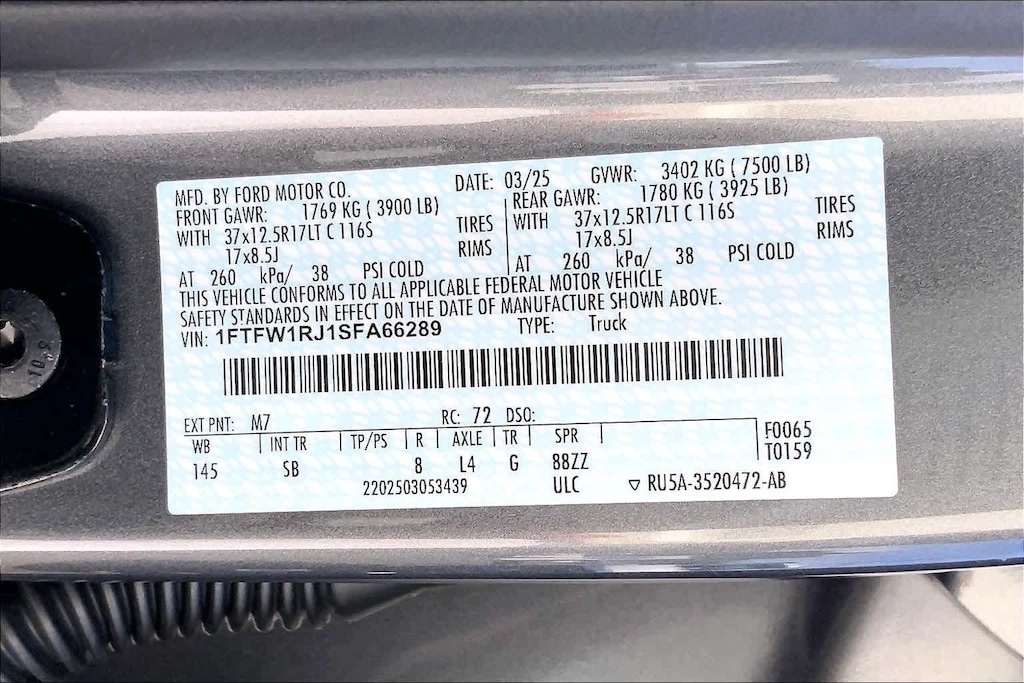 MFD. BY FORD MOTOR CO. DATE: 03/25 GVWR: 3402 KG ( 7500 LB)
FRONT GAWR: 1769 KG ( 3900 LB) REAR GAWR: 1780 KG ( 3925 LB)
WITH 37x12.5R17LT C 116S TIRES WITH 37x12.5R17LT C 116S TIRES
17x8.5J RIMS 17x8.5J RIMS
AT 260 kPa/ 38 PSI COLD AT 260 kPa/ 38 PSI COLD
THIS VEHICLE CONFORMS TO ALL APPLICABLE FEDERAL MOTOR VEHICLE
SAFETY STANDARDS IN EFFECT ON THE DATE OF MANUFACTURE SHOWN ABOVE.
VIN: 1FTFW1RJ1SFA66289 TYPE: Truck
EXT PNT: M7 RC: 72 DSO:
WB INT TR TP/PS R AXLE TR SPR F0065
145 SB 8 L4 G 88ZZ T0159
2202503053439 ULC ▽ RU5A-3520472-AB
10.9